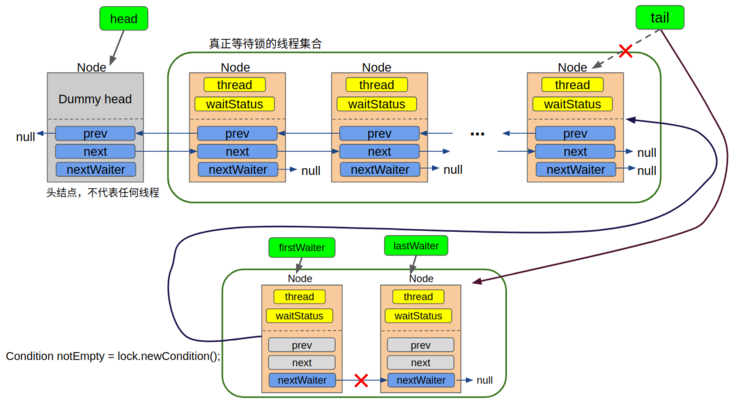 head
tail
真正等待锁的线程集合
Node
Node
Node
Node
Dummy head
thread
thread
thread
waitStatus
waitStatus
waitStatus
null
prev
prev
prev
...
prev
next
next
next
next
null
nextWaiter
nextWaiter
null
nextWaiter
null
nextWaiter
null
头结点，不代表任何线程
firstWaiter
lastWaiter
Node
Node
thread
thread
waitStatus
waitStatus
prev
prev
Condition notEmpty = lock.newCondition();
next
next
nextWaiter
nextWaiter
null